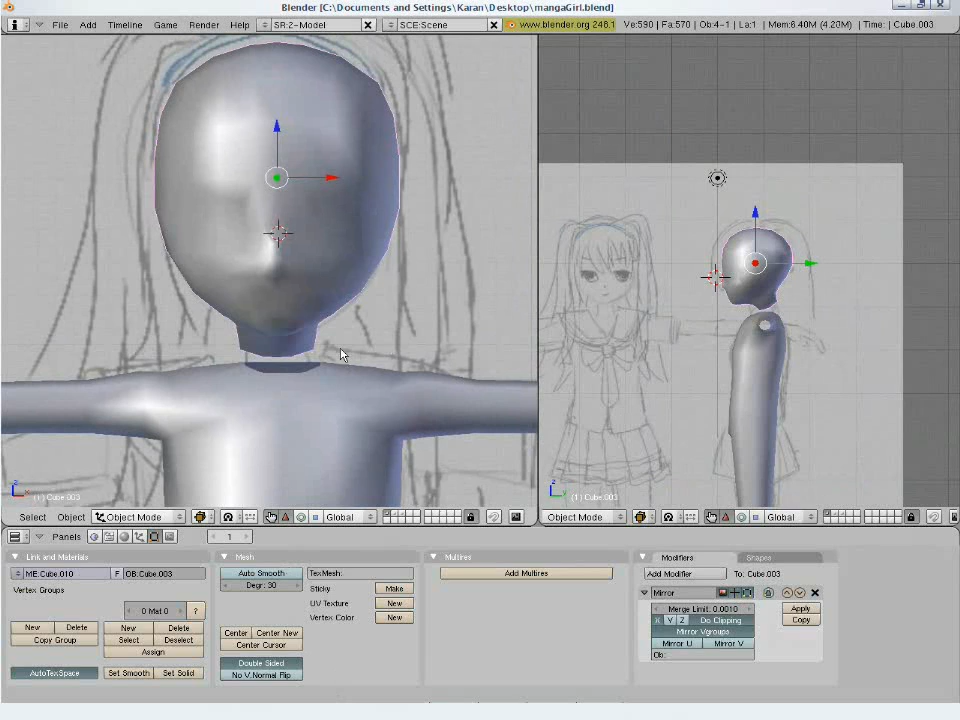 Blender [C:\Documents and Settings\Karan\Desktop\mangaGirl.blend]
File Add Timeline Game Render Help SR:2-Model SCE:Scene www.blender.org 248.1 Ve:590 | Fa:570 | Ob:4-1 | La:1 | Mem:6.40M (4.20M) | Time: | Cube.003
(1) Cube.003
(1) Cube.003
Select Object Object Mode Global
Object Mode Global
Panels 1
Link and Materials
ME:Cube.010 F OB:Cube.003
Vertex Groups
0 Mat 0 ?
New Delete New Delete
Copy Group Select Deselect
Assign
AutoTexSpace Set Smooth Set Solid
Mesh
Auto Smooth
Degr: 30
TexMesh:
Sticky Make
UV Texture New
Vertex Color New
Center Center New
Center Cursor
Double Sided
No V.Normal Flip
Multires
Add Multires
Modifiers Shapes
Add Modifier To: Cube.003
Mirror
Merge Limit: 0.0010 Apply
X Y Z Do Clipping Copy
Mirror Vgroups
Mirror U Mirror V
Ob: